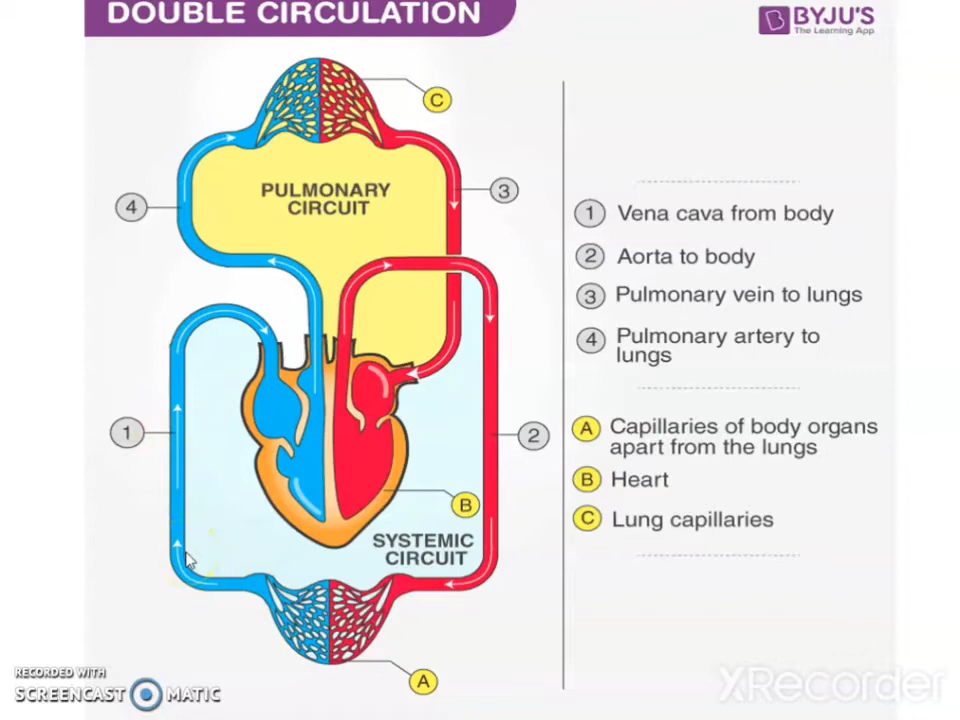 DOUBLE CIRCULATION
BYJU'S
The Learning App
C
PULMONARY
CIRCUIT
3
4
1
2
B
SYSTEMIC
CIRCUIT
A
1 Vena cava from body
2 Aorta to body
3 Pulmonary vein to lungs
4 Pulmonary artery to
lungs
A Capillaries of body organs
apart from the lungs
B Heart
C Lung capillaries
RECORDED WITH
SCREENCAST MATIC
XRecorder